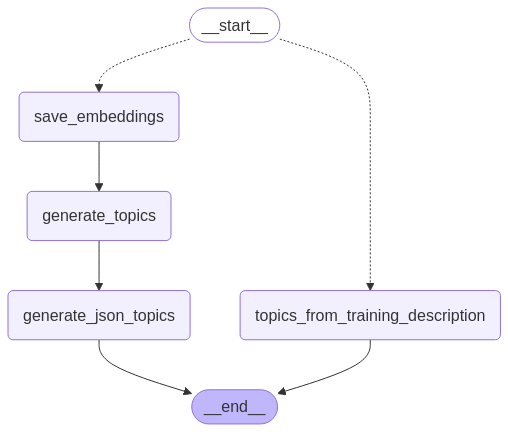 __start__
save_embeddings
generate_topics
generate_json_topics
topics_from_training_description
__end__